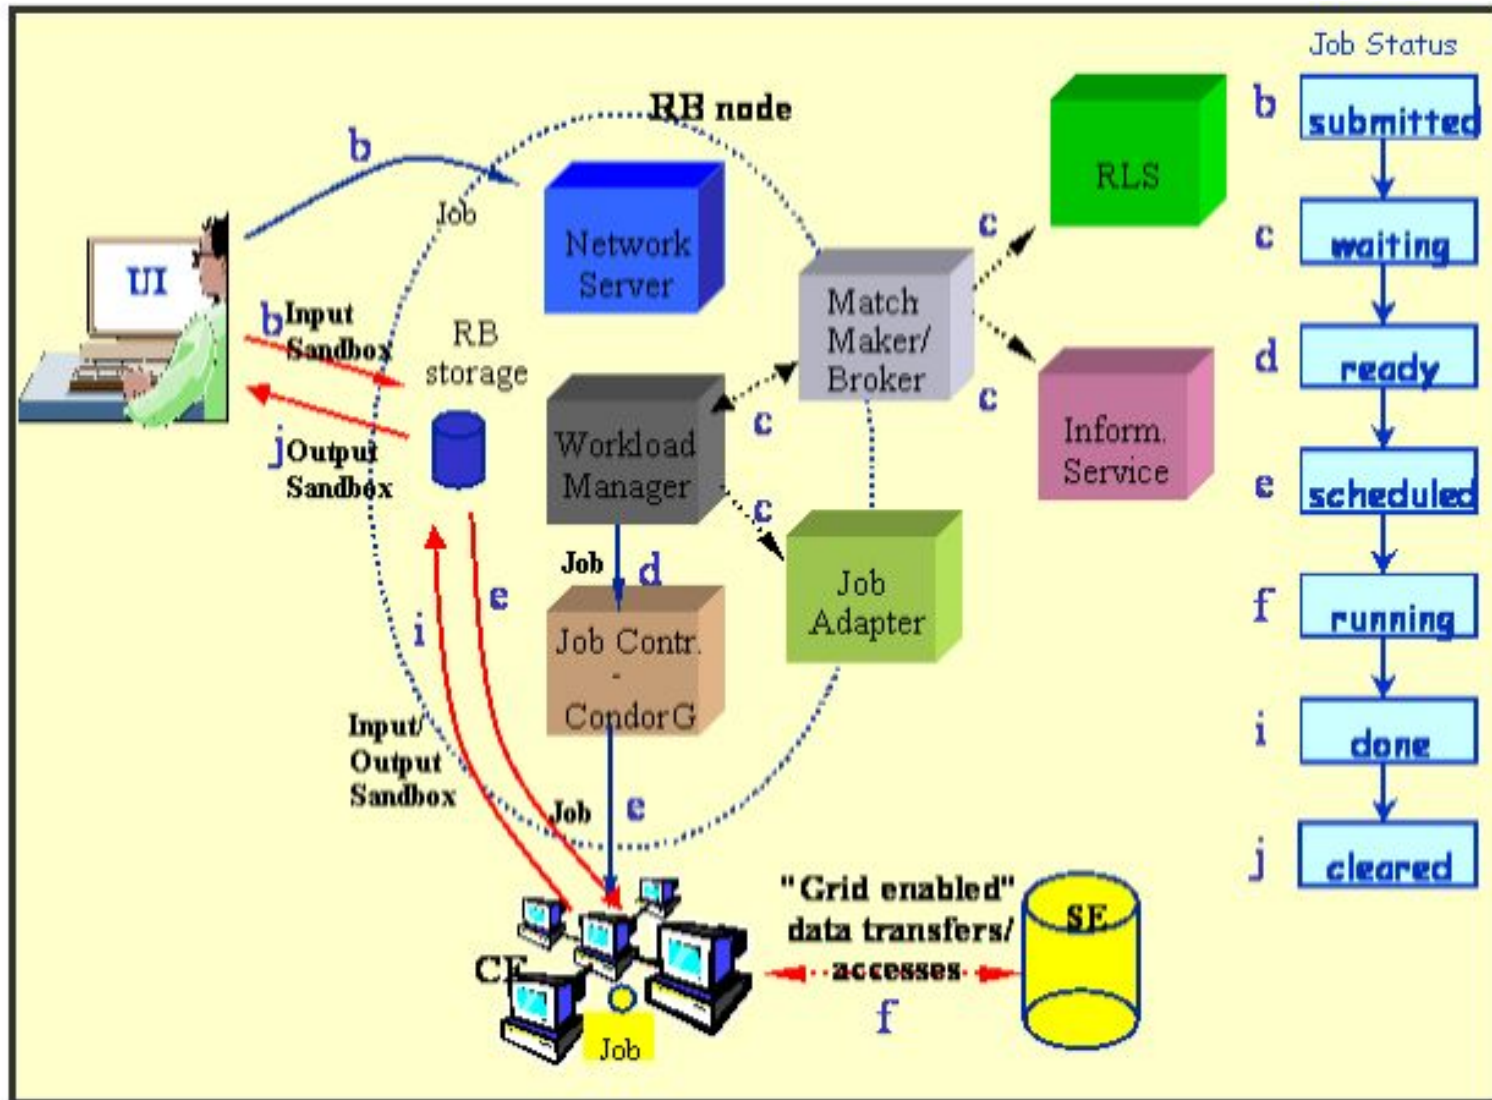 Job Status
RB node
b
submitted
b
RLS
Job
c
c
waiting
Network
Server
UI
Match
Maker/
Broker
b
Input
Sandbox
RB
storage
d
ready
c
c
Inform.
Service
j
Output
Sandbox
Workload
Manager
e
scheduled
c
Job
d
e
i
Job
Adapter
f
running
Job Contr.
-
CondorG
Input/
Output
Sandbox
i
done
Job
e
j
cleared
"Grid enabled"
data transfers/
accesses
SE
CE
f
Job